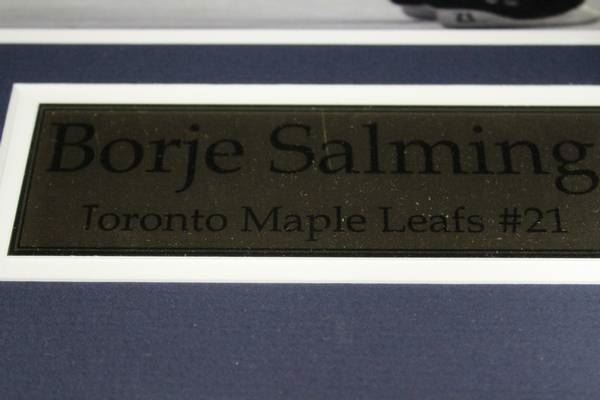 Borje Salming
Toronto Maple Leafs #21